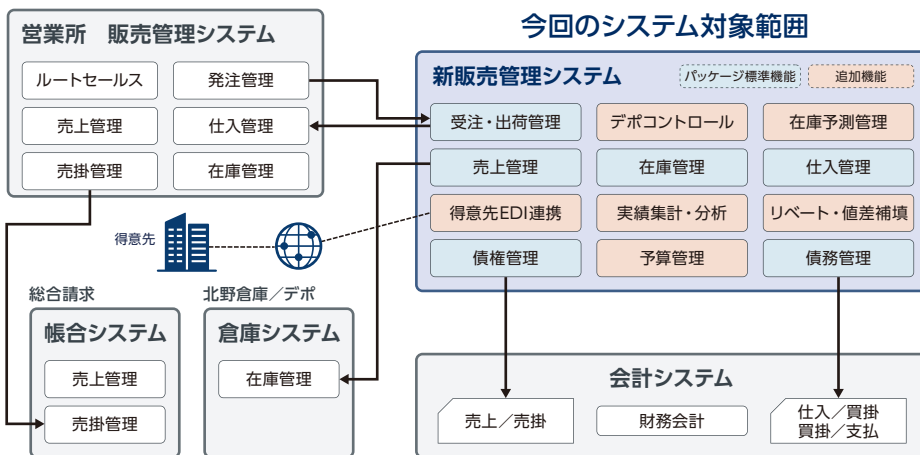 営業所 販売管理システム
ルートセールス
発注管理
売上管理
仕入管理
売掛管理
在庫管理
今回のシステム対象範囲
新販売管理システム
パッケージ標準機能
追加機能
受注・出荷管理
デポコントロール
在庫予測管理
売上管理
在庫管理
仕入管理
得意先EDI連携
実績集計・分析
リベート・値差補填
債権管理
予算管理
債務管理
得意先
総合請求
帳合システム
売上管理
売掛管理
北野倉庫／デポ
倉庫システム
在庫管理
会計システム
売上／売掛
財務会計
仕入／買掛
買掛／支払